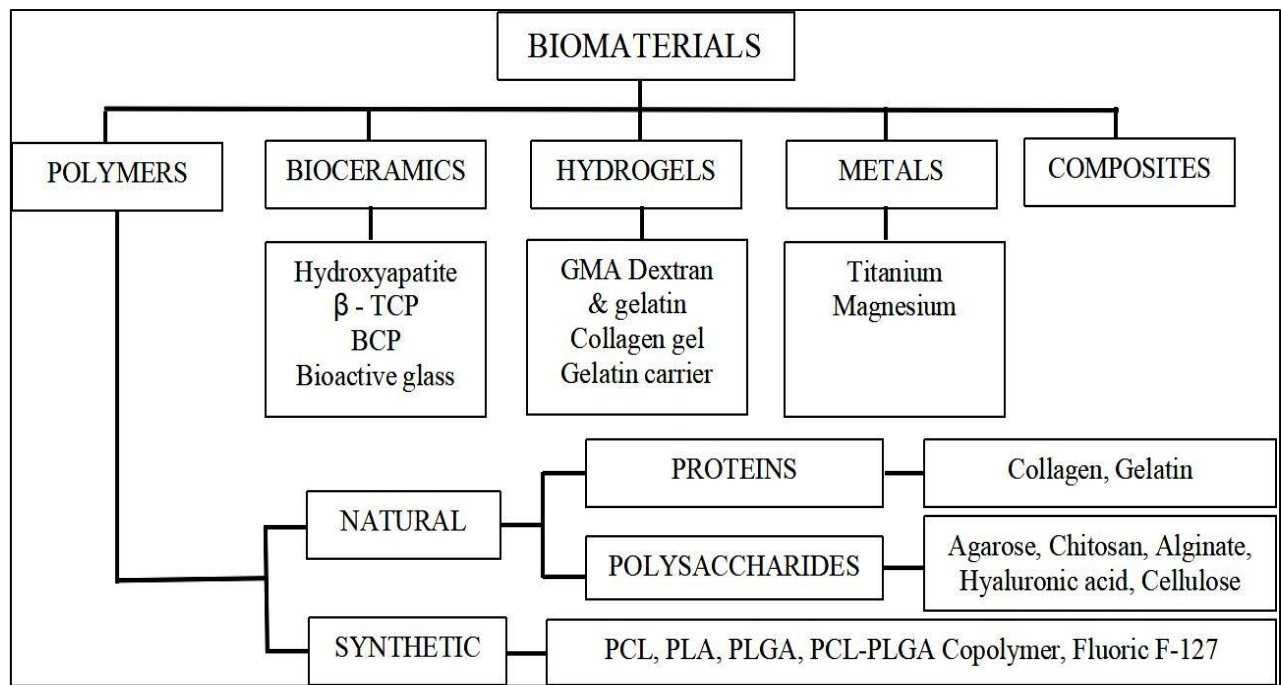 BIOMATERIALS
POLYMERS
BIOCERAMICS
HYDROGELS
METALS
COMPOSITES
Hydroxyapatite
β - TCP
BCP
Bioactive glass
GMA Dextran
& gelatin
Collagen gel
Gelatin carrier
Titanium
Magnesium
NATURAL
PROTEINS
Collagen, Gelatin
POLYSACCHARIDES
Agarose, Chitosan, Alginate,
Hyaluronic acid, Cellulose
SYNTHETIC
PCL, PLA, PLGA, PCL-PLGA Copolymer, Fluoric F-127